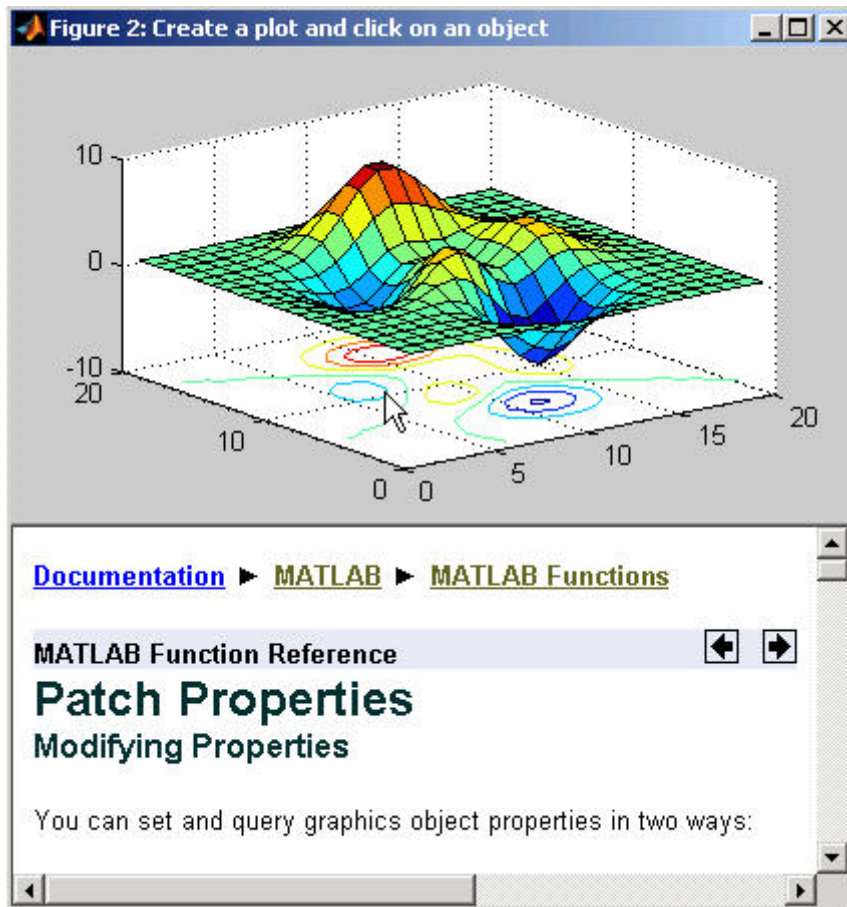 Figure 2: Create a plot and click on an object
10
0
-10
20
10
0
0
5
10
15
20
Documentation ► MATLAB ► MATLAB Functions
MATLAB Function Reference
Patch Properties
Modifying Properties
You can set and query graphics object properties in two ways: